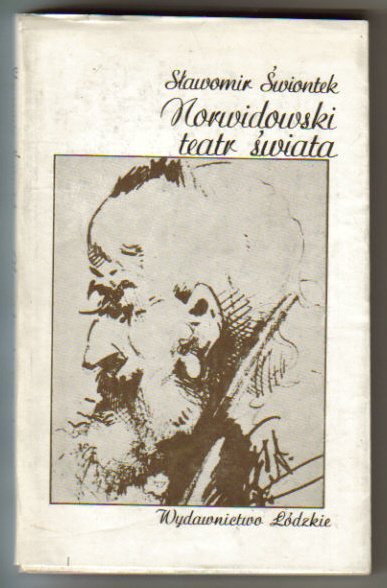 Sławomir Świontek
Norwidowski
teatr świata
Wydawnictwo Łódzkie